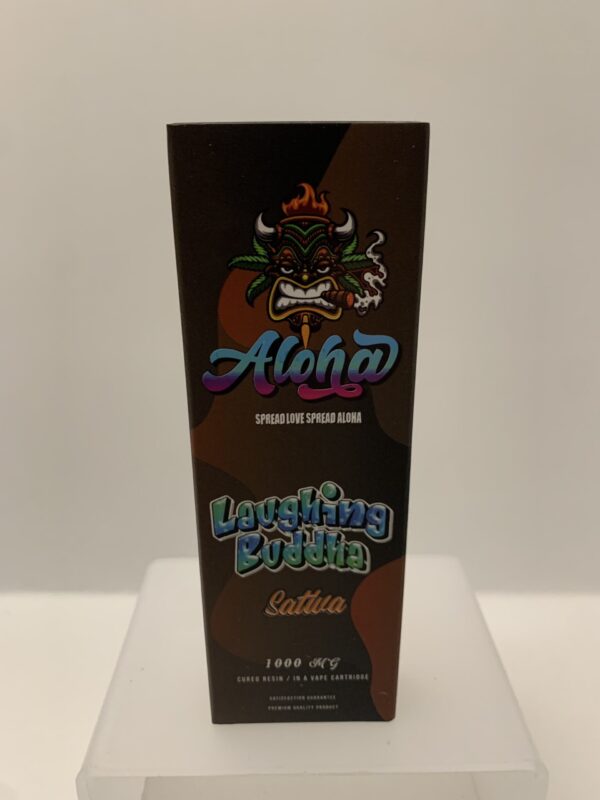 Aloha
SPREAD LOVE SPREAD ALOHA
Laughing
Buddha
Sativa
1000 MG
CURED RESIN / IN A VAPE CARTRIDGE
SATISFACTION GUARANTEE
PREMIUM QUALITY PRODUCT